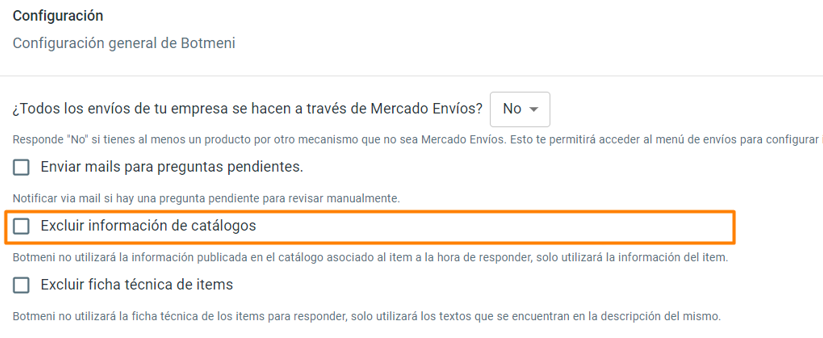 Configuración
Configuración general de Botmeni
¿Todos los envíos de tu empresa se hacen a través de Mercado Envíos? No
Responde "No" si tienes al menos un producto por otro mecanismo que no sea Mercado Envíos. Esto te permitirá acceder al menú de envíos para configurar
Enviar mails para preguntas pendientes.
Notificar via mail si hay una pregunta pendiente para revisar manualmente.
Excluir información de catálogos
Botmeni no utilizará la información publicada en el catálogo asociado al item a la hora de responder, solo utilizará la información del item.
Excluir ficha técnica de items
Botmeni no utilizará la ficha técnica de los items para responder, solo utilizará los textos que se encuentran en la descripción del mismo.